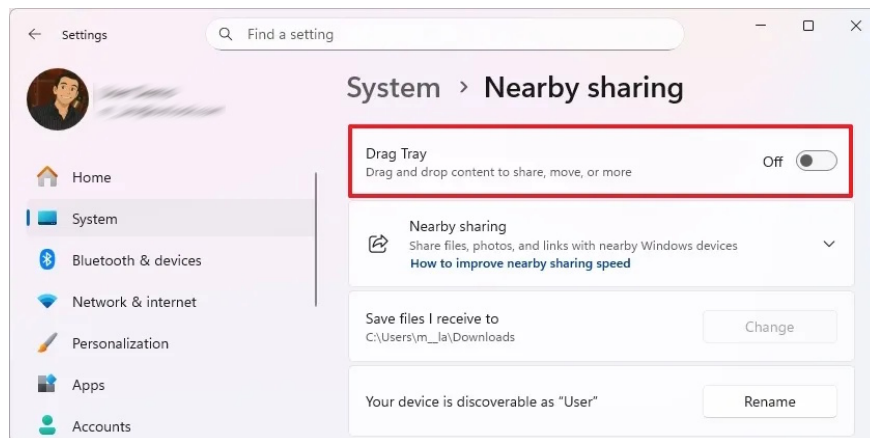 Settings
Find a setting
System > Nearby sharing
Drag Tray
Drag and drop content to share, move, or more
Off
Home
System
Bluetooth & devices
Network & internet
Personalization
Apps
Accounts
Nearby sharing
Share files, photos, and links with nearby Windows devices
How to improve nearby sharing speed
Save files I receive to
C:\Users\m__la\Downloads
Change
Your device is discoverable as “User”
Rename